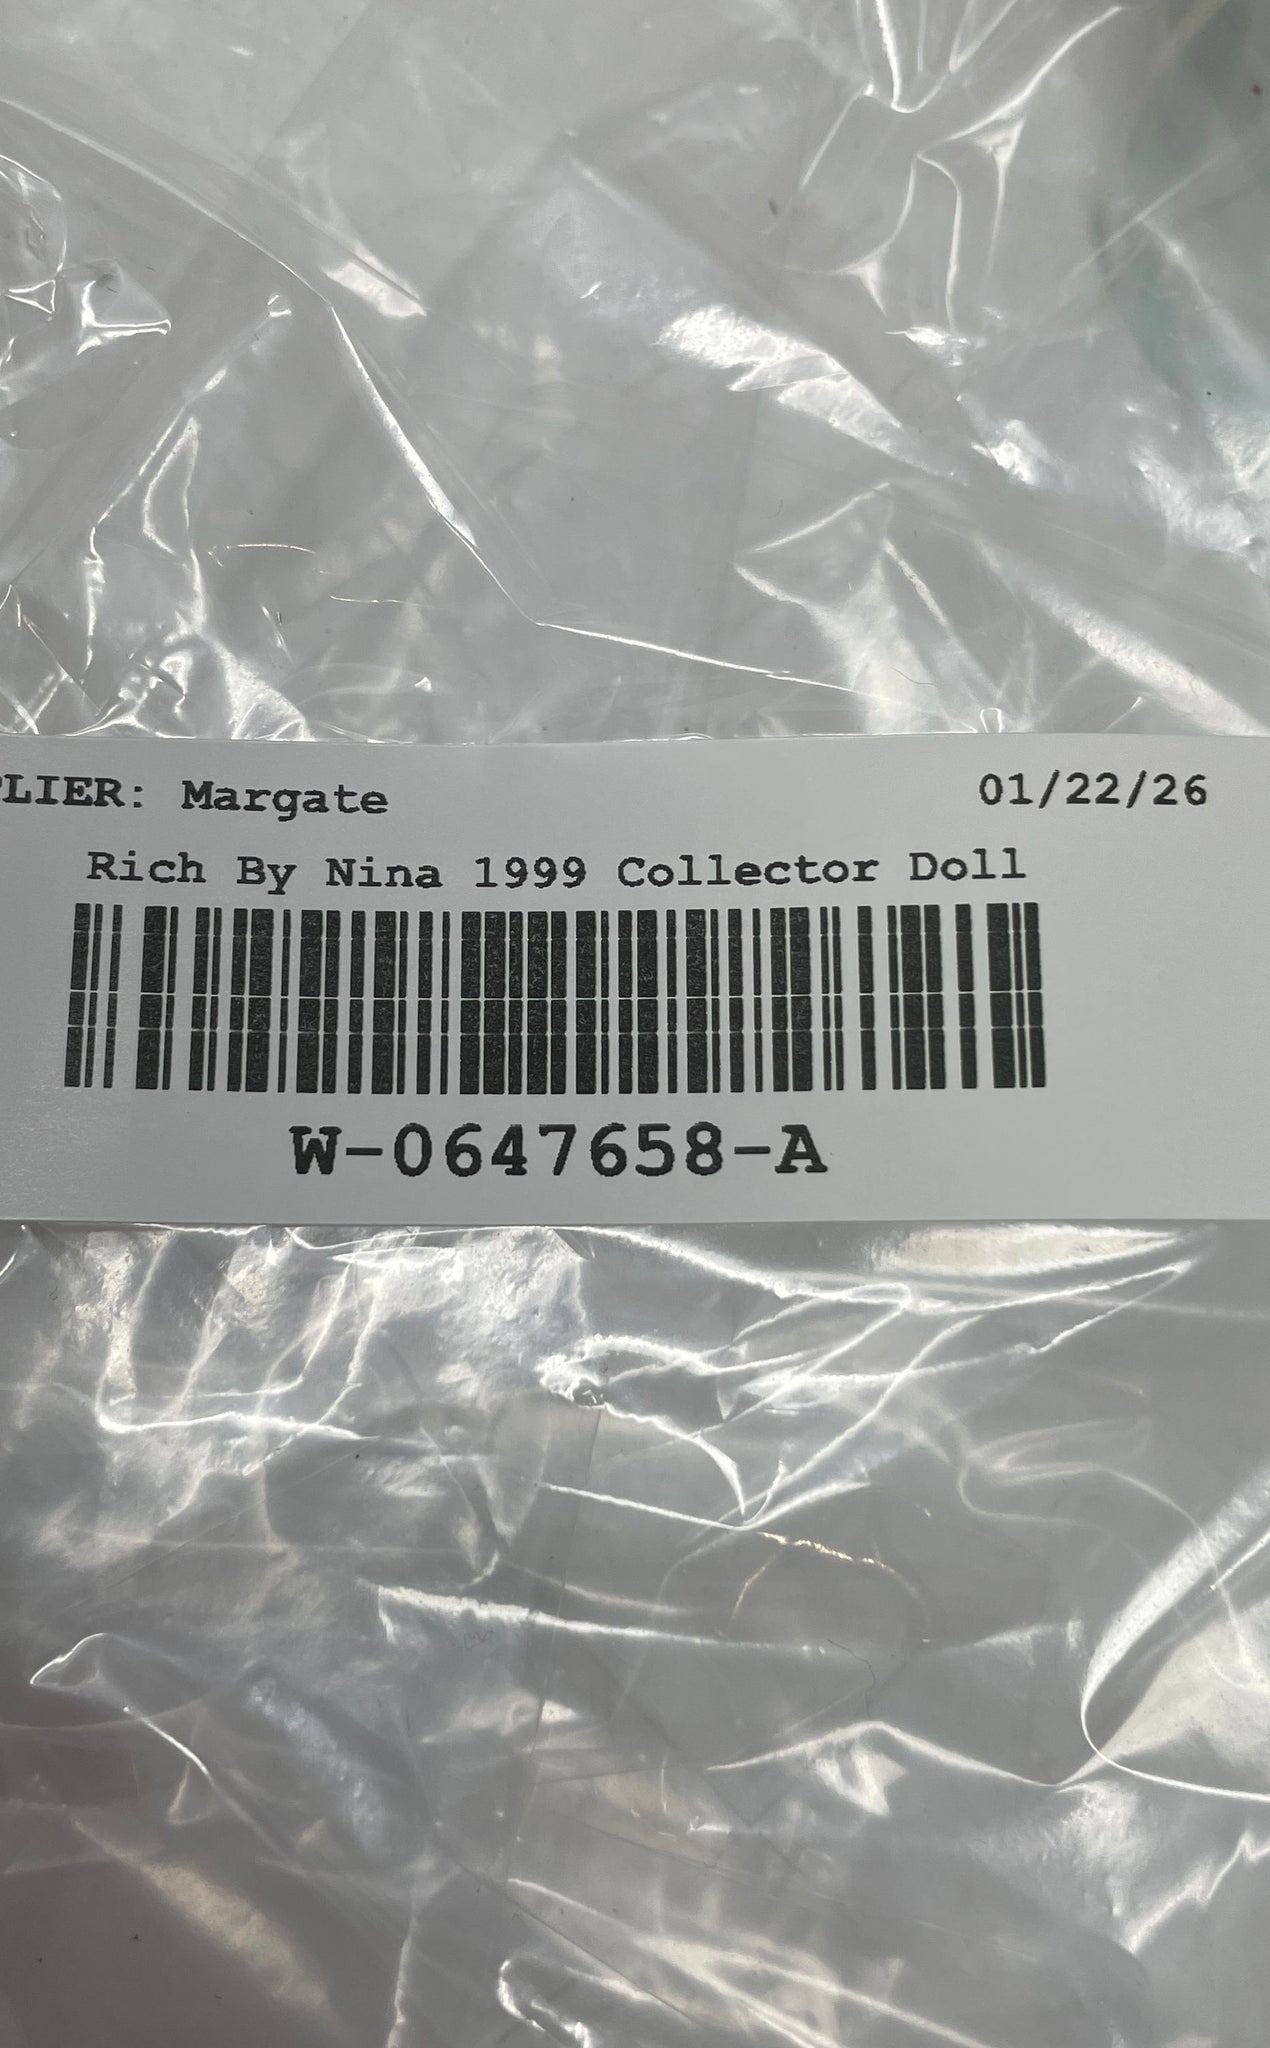 PLIER: Margate 01/22/26
Rich By Nina 1999 Collector Doll
W-0647658-A